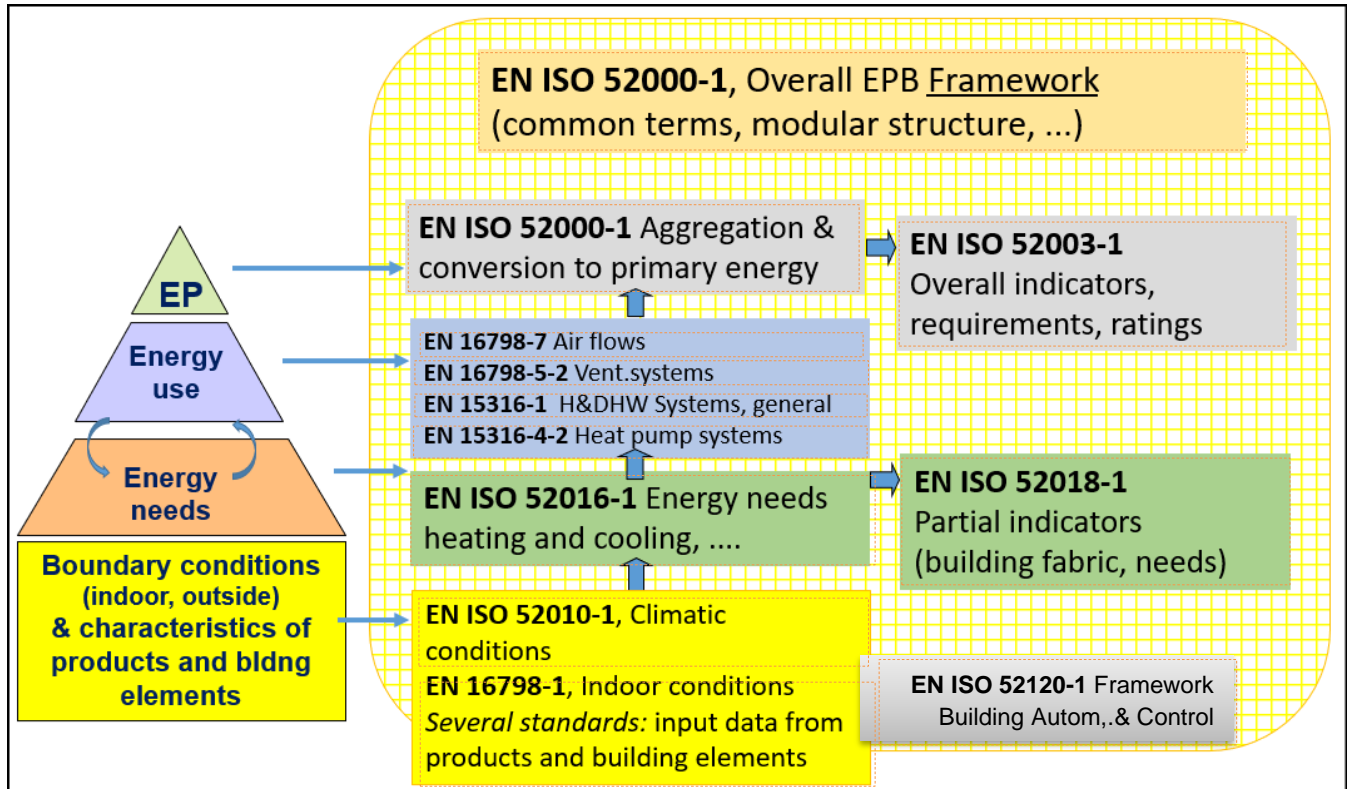 EN ISO 52000-1, Overall EPB Framework
(common terms, modular structure, ...)
EP
Energy
use
Energy
needs
Boundary conditions
(indoor, outside)
& characteristics of
products and bldng
elements
EN ISO 52000-1 Aggregation &
conversion to primary energy
EN ISO 52003-1
Overall indicators,
requirements, ratings
EN 16798-7 Air flows
EN 16798-5-2 Vent.systems
EN 15316-1 H&DHW Systems, general
EN 15316-4-2 Heat pump systems
EN ISO 52016-1 Energy needs
heating and cooling, ....
EN ISO 52018-1
Partial indicators
(building fabric, needs)
EN ISO 52010-1, Climatic
conditions
EN 16798-1, Indoor conditions
Several standards: input data from
products and building elements
EN ISO 52120-1 Framework
Building Autom,.& Control